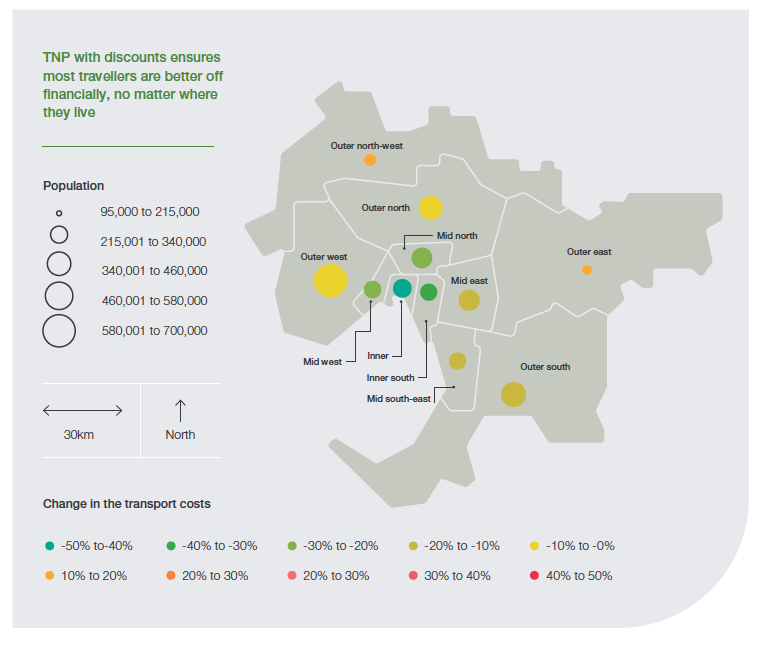 TNP with discounts ensures
most travellers are better off
financially, no matter where
they live
Population
95,000 to 215,000
215,001 to 340,000
340,001 to 460,000
460,001 to 580,000
580,001 to 700,000
30km
North
Outer north-west
Outer north
Mid north
Outer west
Outer east
Mid east
Mid west
Inner
Inner south
Mid south-east
Outer south
Change in the transport costs
-50% to-40%
-40% to -30%
-30% to -20%
-20% to -10%
-10% to -0%
10% to 20%
20% to 30%
20% to 30%
30% to 40%
40% to 50%